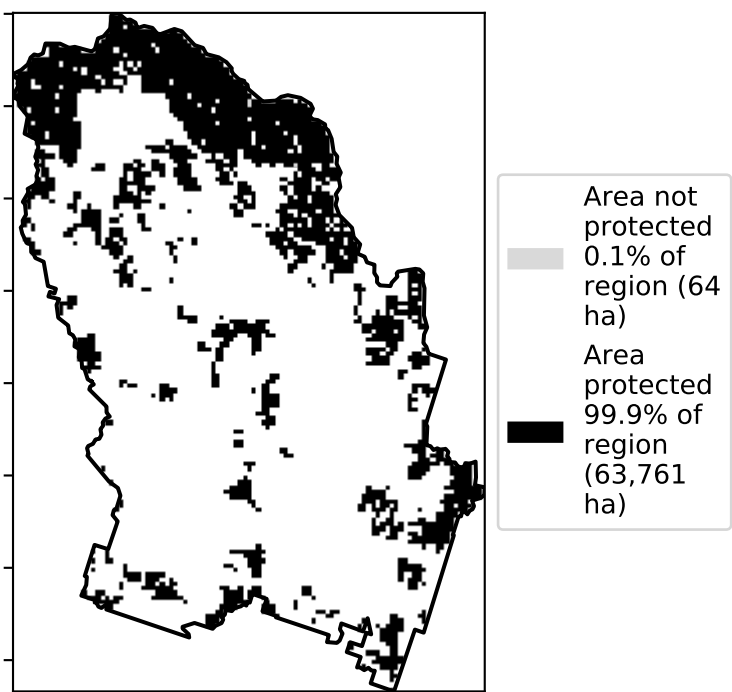 Area not
protected
0.1% of
region (64
ha)
Area
protected
99.9% of
region
(63,761
ha)